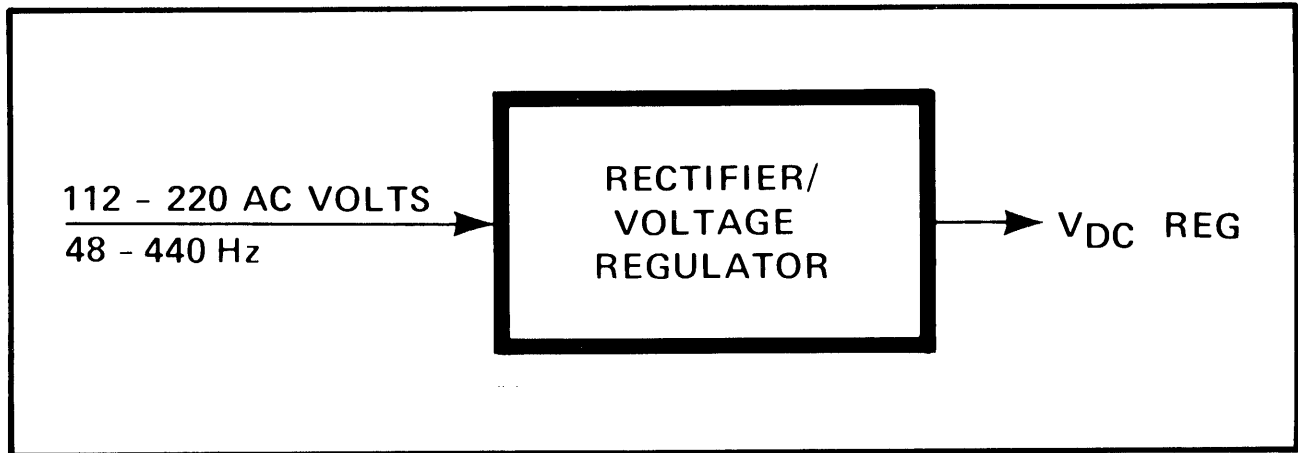 112 - 220 AC VOLTS
48 - 440 Hz
RECTIFIER/
VOLTAGE
REGULATOR
VDC REG